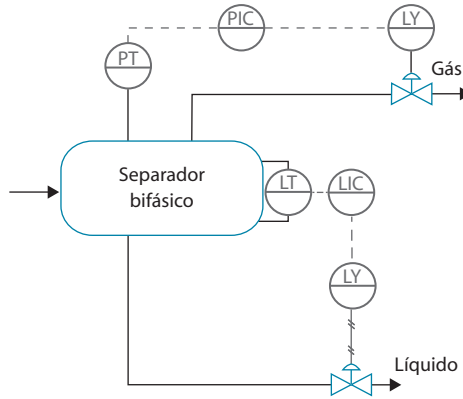 PIC
LY
PT
Gás
Separador
bifásico
LT
LIC
LY
Líquido